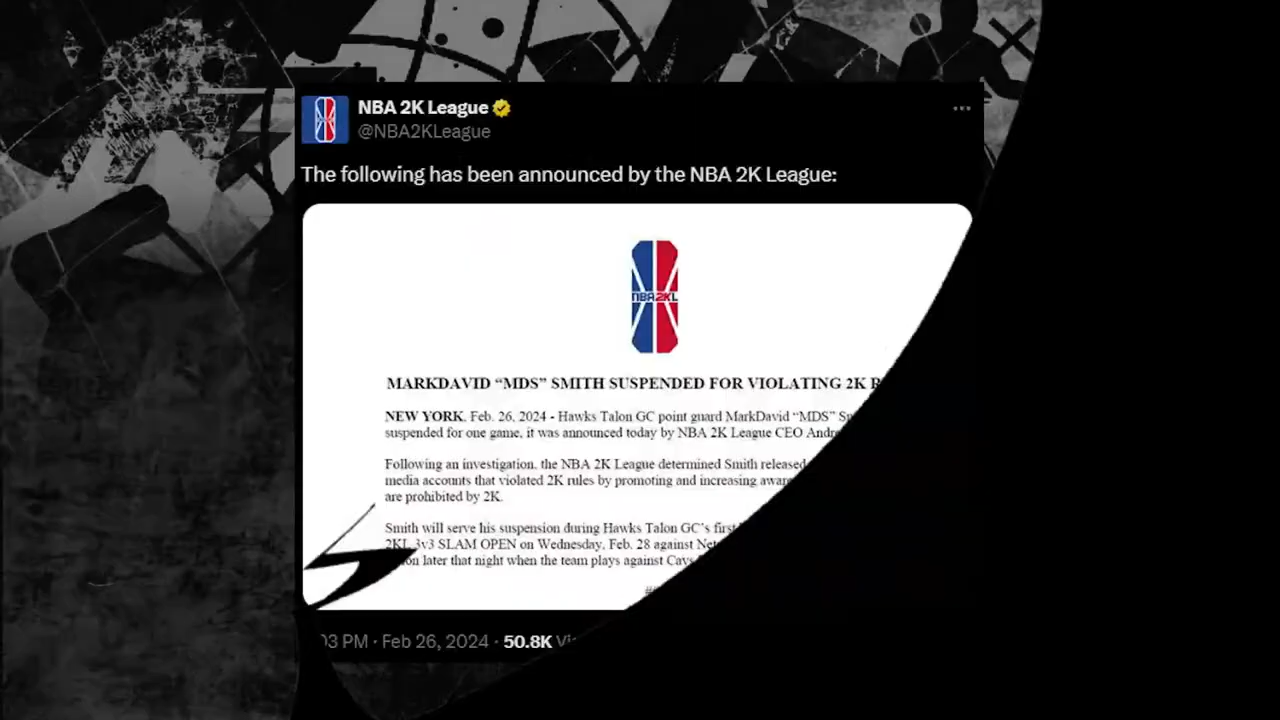 NBA 2K League
@NBA2KLeague
The following has been announced by the NBA 2K League:
NBA2KL
MARKDAVID “MDS” SMITH SUSPENDED FOR VIOLATING 2K
NEW YORK, Feb. 26, 2024 - Hawks Talon GC point guard MarkDavid “MDS”
suspended for one game, it was announced today by NBA 2K League CEO
Following an investigation, the NBA 2K League determined Smith released
media accounts that violated 2K rules by promoting and increasing
are prohibited by 2K.
Smith will serve his suspension during Hawks Talon GC’s first
2KL 3v3 SLAM OPEN on Wednesday, Feb. 28 against
later that night when the team plays against Cavs
PM · Feb 26, 2024 · 50.8K